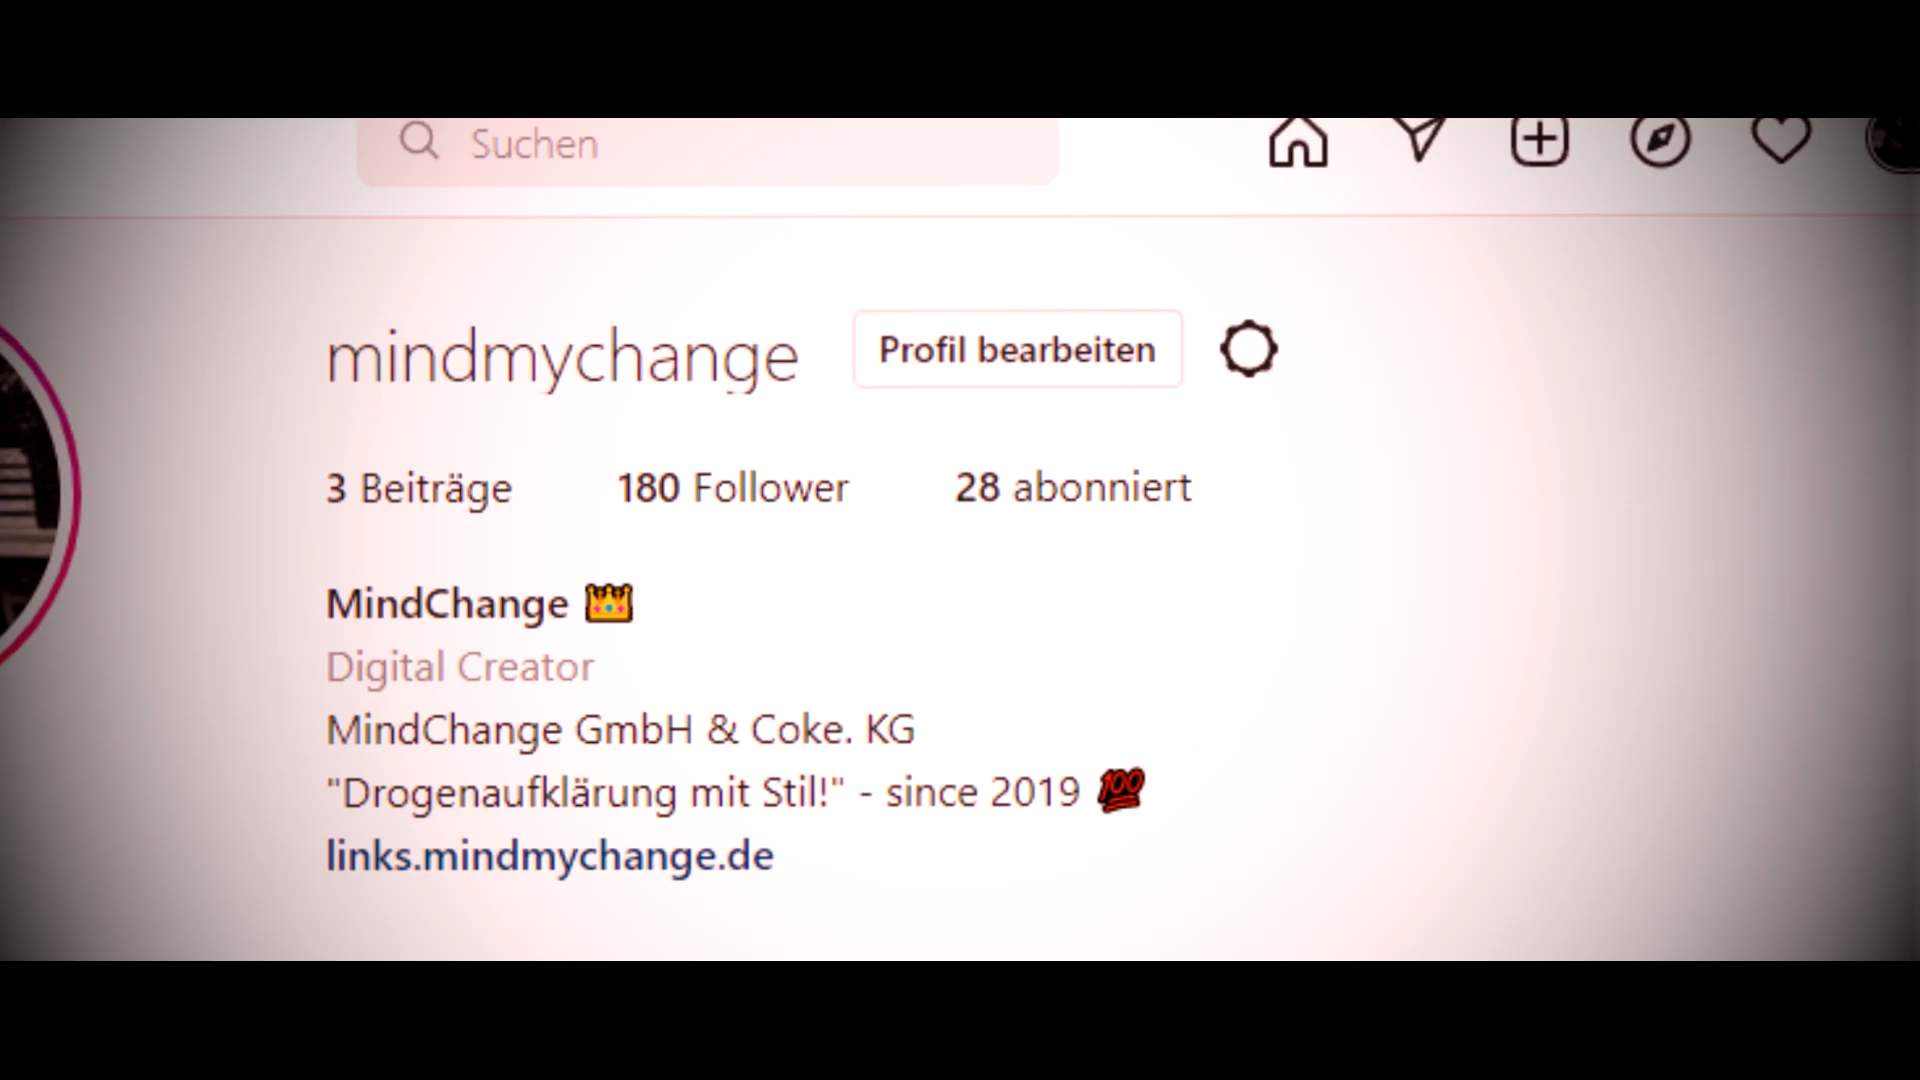 Suchen
mindmychange Profil bearbeiten
3 Beiträge 180 Follower 28 abonniert
MindChange 👑
Digital Creator
MindChange GmbH & Coke. KG
"Drogenaufklärung mit Stil!" - since 2019 💯
links.mindmychange.de